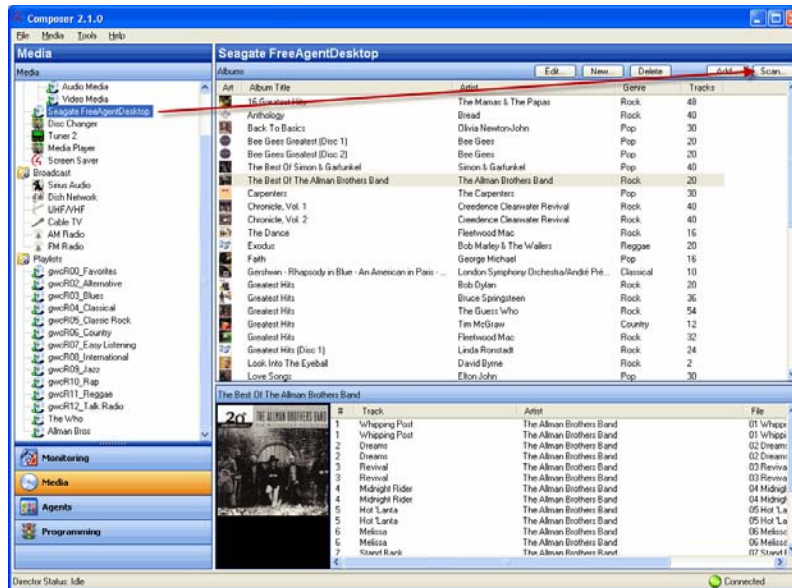 Composer 2.1.0
File Media Tools Help
Media
Media
Audio Media
Video Media
Seagate FreeAgentDesktop
Disc Changer
Tuner 2
Media Player
Screen Saver
Broadcast
Sirius Audio
Dish Network
UHF/VHF
Cable TV
AM Radio
FM Radio
Playlists
gwcR00_Favorites
gwcR02_Alternative
gwcR03_Blues
gwcR04_Classical
gwcR05_Classic Rock
gwcR06_Country
gwcR07_Easy Listening
gwcR08_International
gwcR09_Jazz
gwcR10_Rap
gwcR11_Reggae
gwcR12_Talk Radio
The Who
Allman Bros
Monitoring
Media
Agents
Programming
Seagate FreeAgentDesktop
Albums Edit... New... Delete Add... Scan...
Art Album Title Artist Genre Tracks
16 Greatest Hits The Mamas & The Papas Rock 48
Anthology Bread Rock 40
Back To Basics Olivia Newton-John Pop 30
Bee Gees Greatest (Disc 1) Bee Gees Pop 20
Bee Gees Greatest (Disc 2) Bee Gees Pop 20
The Best Of Simon & Garfunkel Simon & Garfunkel Pop 40
The Best Of The Allman Brothers Band The Allman Brothers Band Rock 20
Carpenters The Carpenters Pop 30
Chronicle, Vol. 1 Creedence Clearwater Revival Rock 40
Chronicle, Vol. 2 Creedence Clearwater Revival Rock 40
The Dance Fleetwood Mac Rock 16
Exodus Bob Marley & The Wailers Reggae 20
Faith George Michael Pop 16
Gershwin - Rhapsody in Blue - An American in Paris - ... London Symphony Orchestra/André Pré... Classical 10
Greatest Hits Bob Dylan Rock 20
Greatest Hits Bruce Springsteen Rock 36
Greatest Hits The Guess Who Rock 54
Greatest Hits Tim McGraw Country 12
Greatest Hits Fleetwood Mac Rock 32
Greatest Hits (Disc 1) Linda Ronstadt Rock 24
Look Into The Eyeball David Byrne Rock 2
Love Songs Elton John Pop 30
The Best Of The Allman Brothers Band
20 THE ALLMAN BROTHERS BAND
# Track Artist File
1 Whipping Post The Allman Brothers Band 01 Whippi
1 Whipping Post The Allman Brothers Band 01 Whippi
2 Dreams The Allman Brothers Band 02 Dreams
2 Dreams The Allman Brothers Band 02 Dreams
3 Revival The Allman Brothers Band 03 Reviva
3 Revival The Allman Brothers Band 03 Reviva
4 Midnight Rider The Allman Brothers Band 04 Midnigl
4 Midnight Rider The Allman Brothers Band 04 Midnigl
5 Hot 'Lanta The Allman Brothers Band 05 Hot 'La
5 Hot 'Lanta The Allman Brothers Band 05 Hot 'La
6 Melissa The Allman Brothers Band 06 Melissa
6 Melissa The Allman Brothers Band 06 Melissa
7 Stand Back The Allman Brothers Band 07 Stand F
Director Status: Idle
Connected